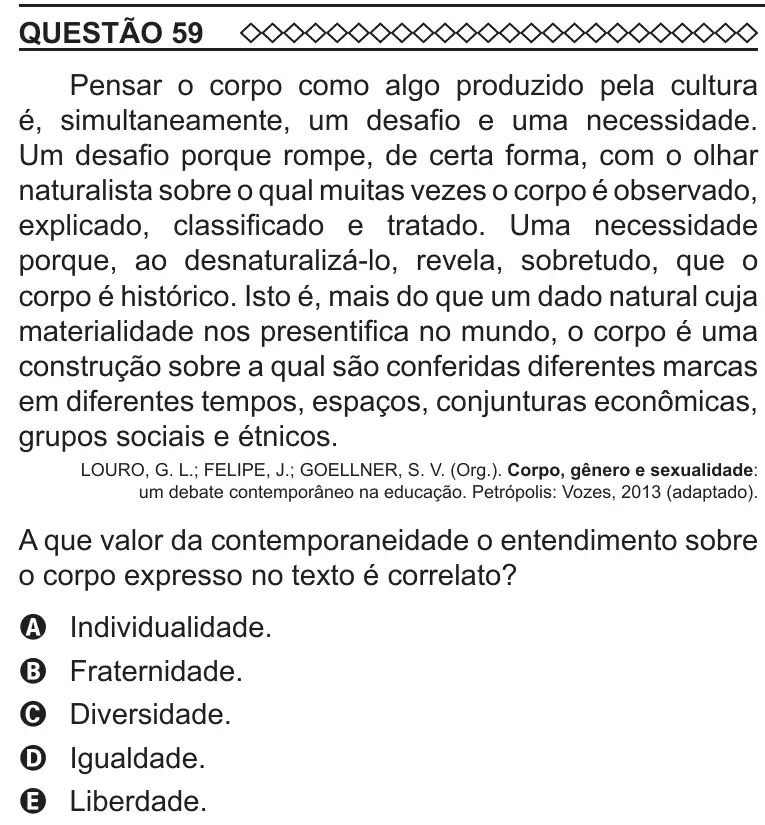 QUESTÃO 59
Pensar o corpo como algo produzido pela cultura
é, simultaneamente, um desafio e uma necessidade.
Um desafio porque rompe, de certa forma, com o olhar
naturalista sobre o qual muitas vezes o corpo é observado,
explicado, classificado e tratado. Uma necessidade
porque, ao desnaturalizá-lo, revela, sobretudo, que o
corpo é histórico. Isto é, mais do que um dado natural cuja
materialidade nos presentifica no mundo, o corpo é uma
construção sobre a qual são conferidas diferentes marcas
em diferentes tempos, espaços, conjunturas econômicas,
grupos sociais e étnicos.
LOURO, G. L.; FELIPE, J.; GOELLNER, S. V. (Org.). Corpo, gênero e sexualidade:
um debate contemporâneo na educação. Petrópolis: Vozes, 2013 (adaptado).
A que valor da contemporaneidade o entendimento sobre
o corpo expresso no texto é correlato?
A Individualidade.
B Fraternidade.
C Diversidade.
D Igualdade.
E Liberdade.